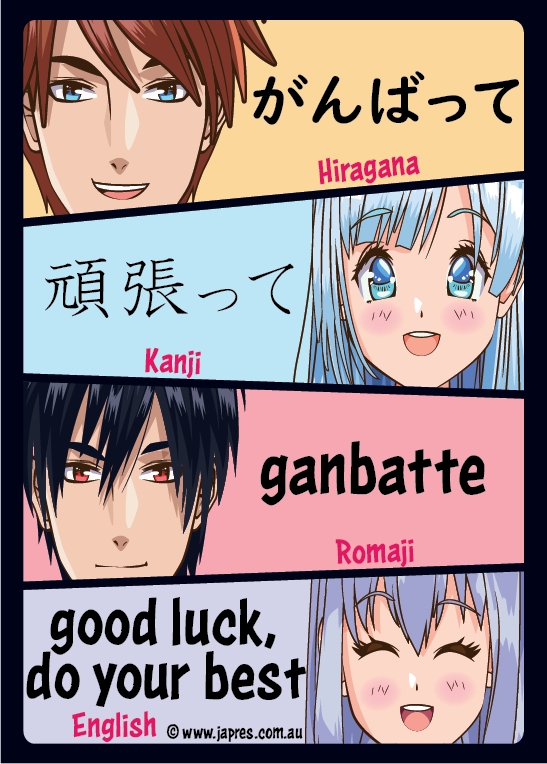 がんばって
Hiragana
頑張って
Kanji
ganbatte
Romaji
good luck,
do your best
English © www.japres.com.au